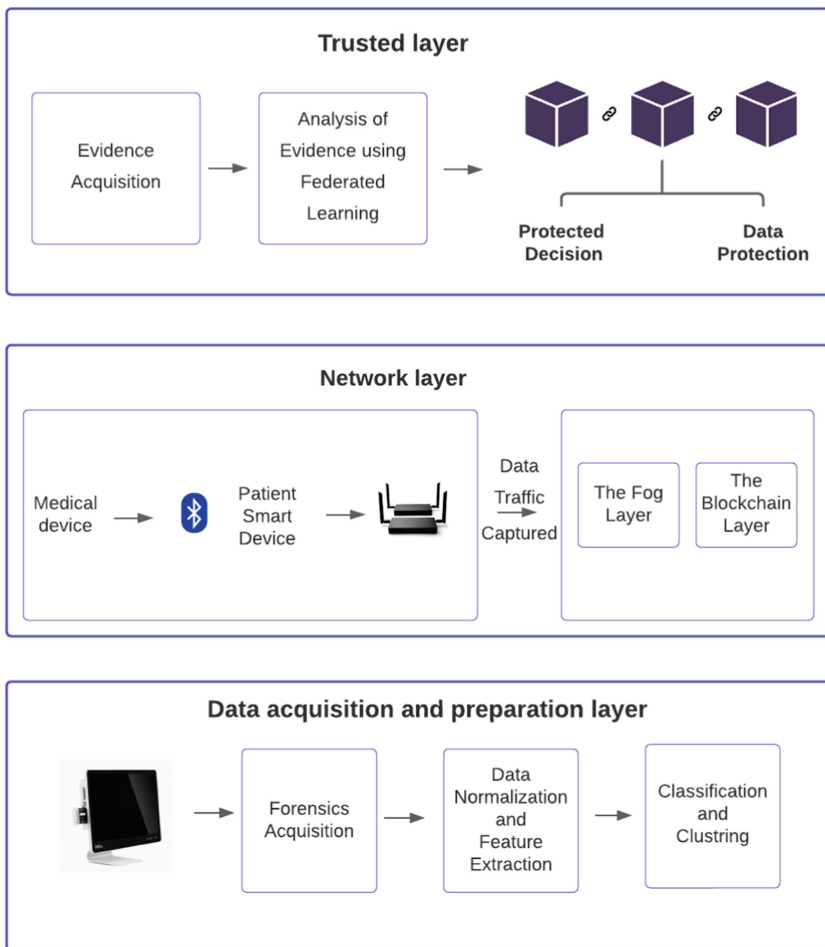 Trusted layer
Evidence
Acquisition
Analysis of
Evidence using
Federated
Learning
Protected
Decision
Data
Protection
Network layer
Medical
device
Patient
Smart
Device
Data
Traffic
Captured
The Fog
Layer
The
Blockchain
Layer
Data acquisition and preparation layer
Forensics
Acquisition
Data
Normalization
and
Feature
Extraction
Classification
and
Clustring